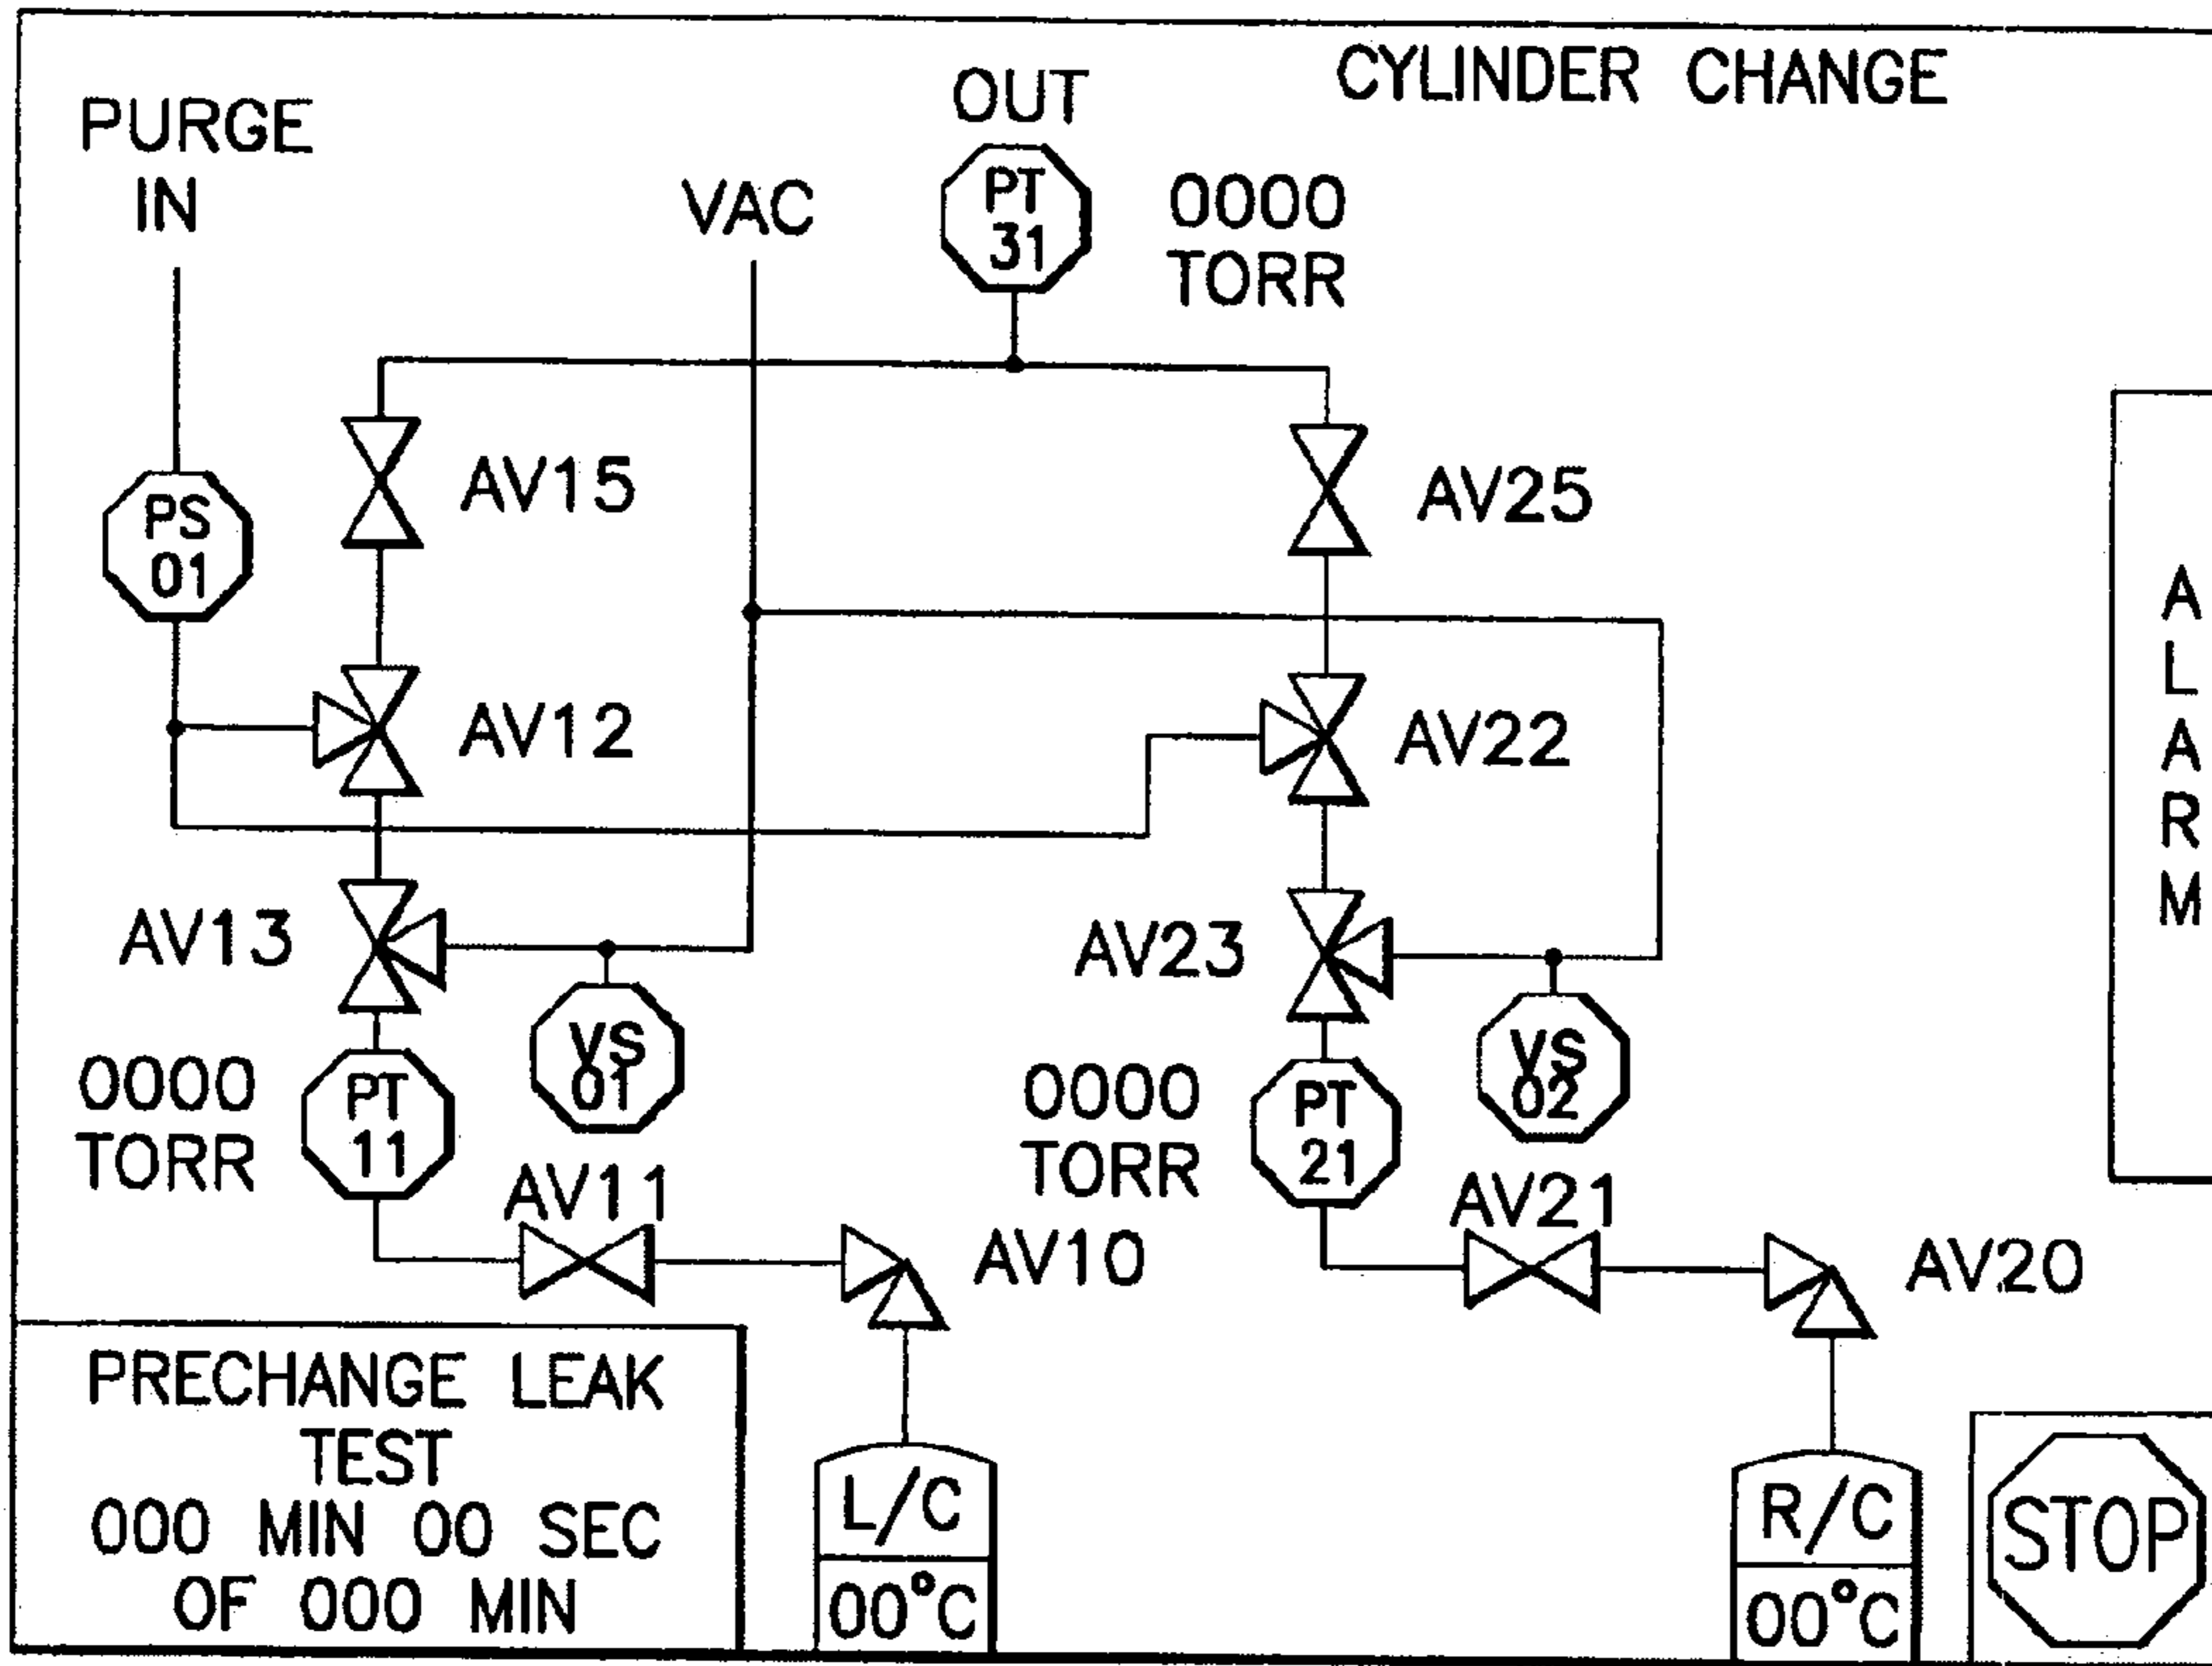 CYLINDER CHANGE
PURGE
IN
VAC
OUT
PT
31
0000
TORR
PS
01
AV15
AV25
AV12
AV22
AV13
AV23
VS
01
VS
02
0000
TORR
PT
11
0000
TORR
PT
21
AV11
AV10
AV21
AV20
A
L
A
R
M
PRECHANGE LEAK
TEST
000 MIN 00 SEC
OF 000 MIN
L/C
00°C
R/C
00°C
STOP